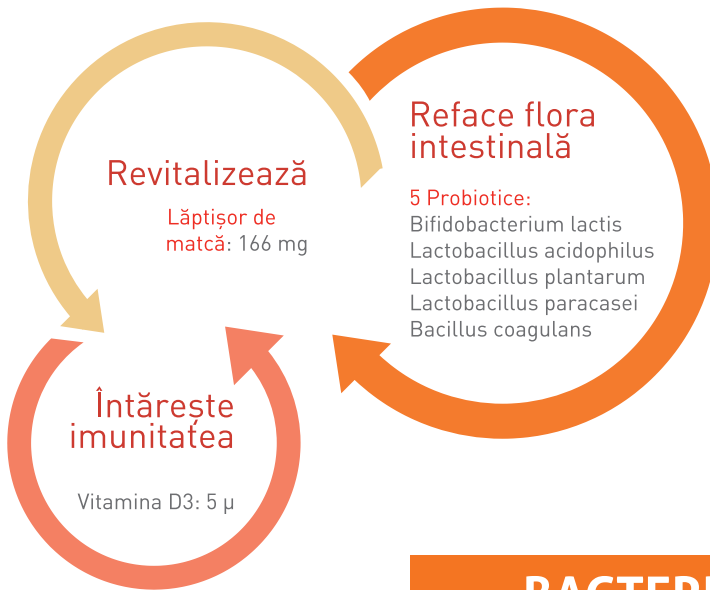 Revitalizează
Lăptișor de
matcă: 166 mg
Reface flora
intestinală
5 Probiotice:
Bifidobacterium lactis
Lactobacillus acidophilus
Lactobacillus plantarum
Lactobacillus paracasei
Bacillus coagulans
Întărește
imunitatea
Vitamina D3: 5 µ